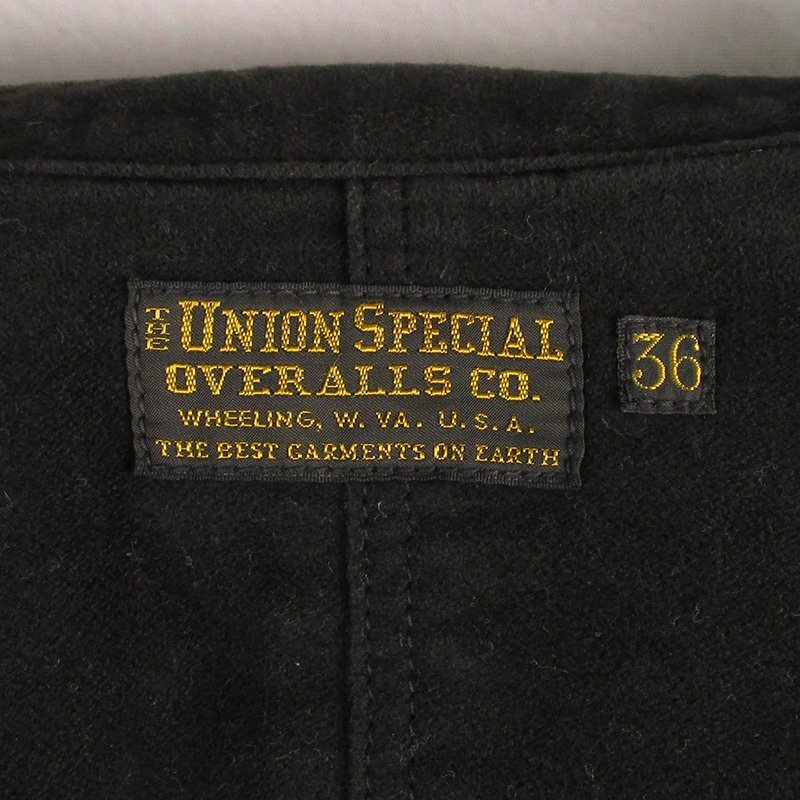 THE UNION SPECIAL
OVERALLS CO.
WHEELING, W. VA. U.S.A.
THE BEST GARMENTS ON EARTH
36